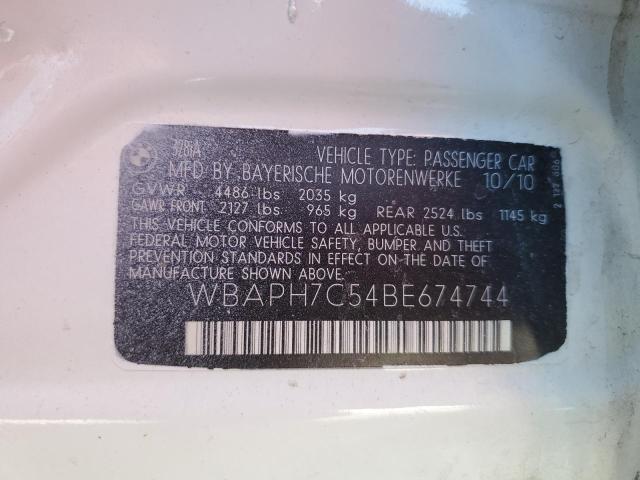 328iA VEHICLE TYPE: PASSENGER CAR
MFD BY BAYERISCHE MOTORENWERKE 10/10
GVWR 4486 lbs 2035 kg
GAWR FRONT 2127 lbs 965 kg REAR 2524 lbs 1145 kg
THIS VEHICLE CONFORMS TO ALL APPLICABLE U.S.
FEDERAL MOTOR VEHICLE SAFETY, BUMPER AND THEFT
PREVENTION STANDARDS IN EFFECT ON THE DATE OF
MANUFACTURE SHOWN ABOVE.
WBAPH7C54BE674744